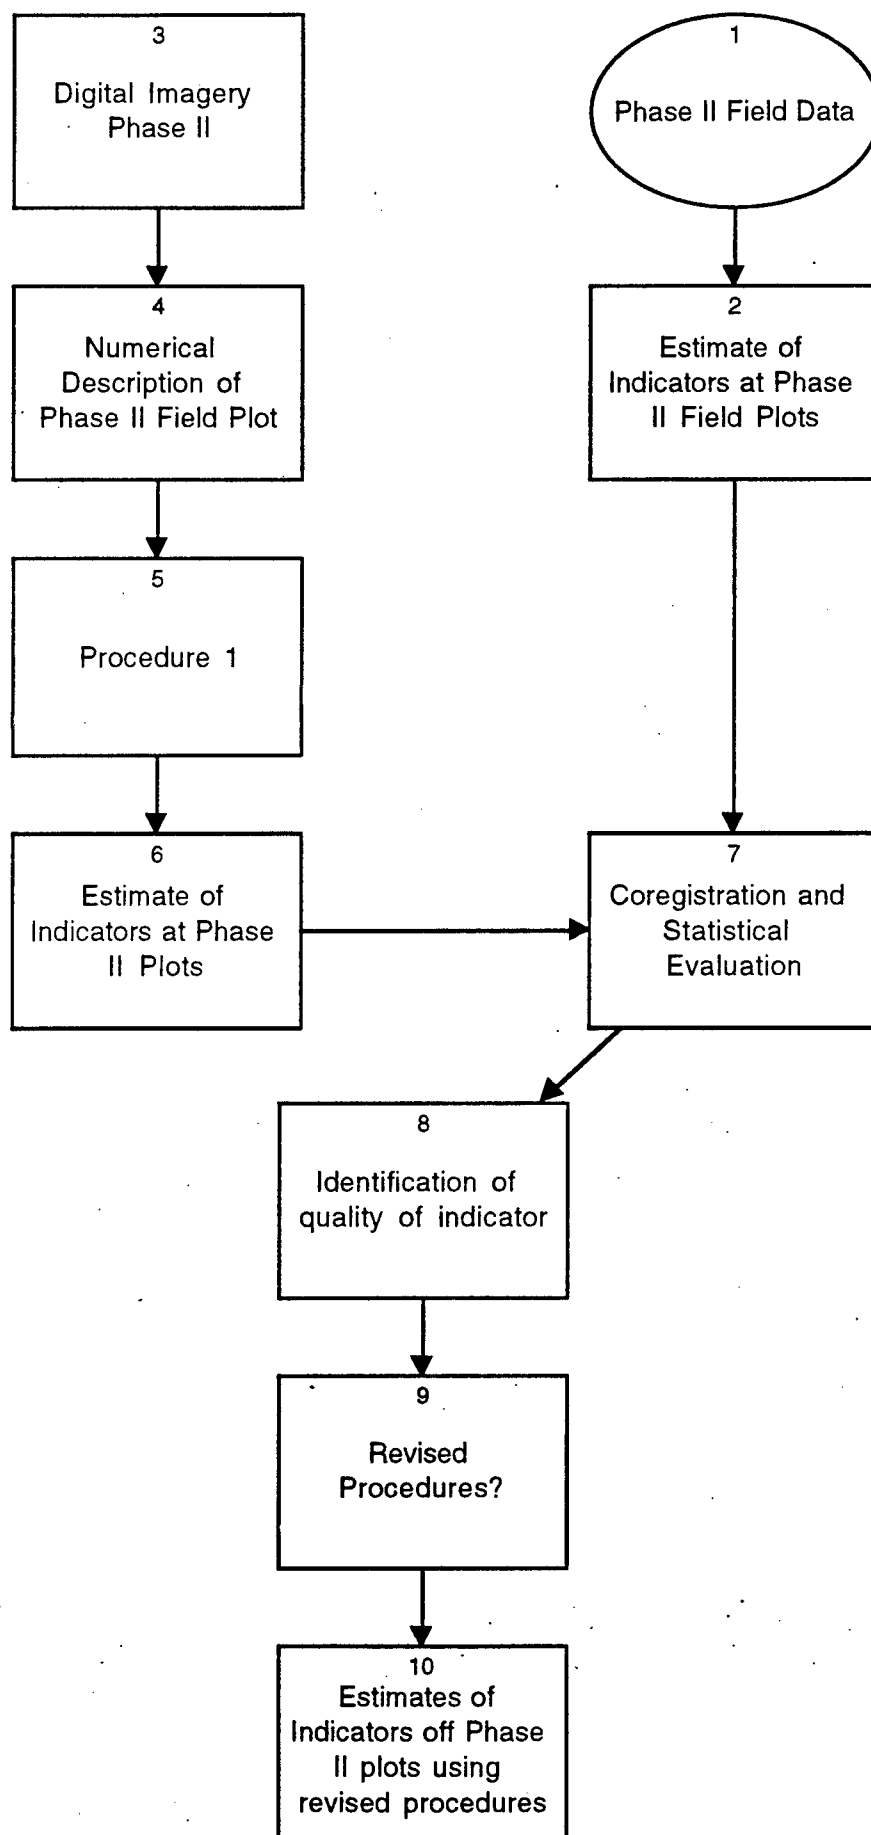 3
Digital Imagery
Phase II
1
Phase II Field Data
4
Numerical
Description of
Phase II Field Plot
2
Estimate of
Indicators at Phase
II Field Plots
5
Procedure 1
6
Estimate of
Indicators at Phase
II Plots
7
Coregistration and
Statistical
Evaluation
8
Identification of
quality of indicator
9
Revised
Procedures?
10
Estimates of
Indicators off Phase
II plots using
revised procedures